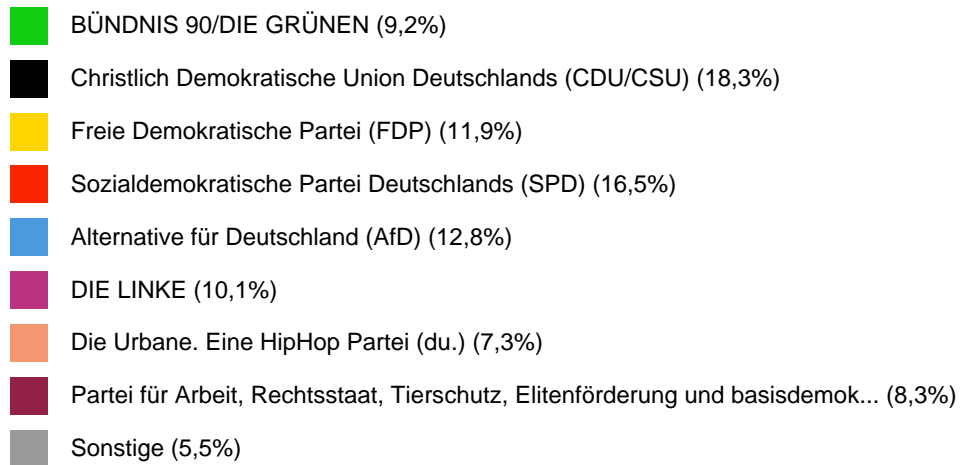 BÜNDNIS 90/DIE GRÜNEN (9,2%)
Christlich Demokratische Union Deutschlands (CDU/CSU) (18,3%)
Freie Demokratische Partei (FDP) (11,9%)
Sozialdemokratische Partei Deutschlands (SPD) (16,5%)
Alternative für Deutschland (AfD) (12,8%)
DIE LINKE (10,1%)
Die Urbane. Eine HipHop Partei (du.) (7,3%)
Partei für Arbeit, Rechtsstaat, Tierschutz, Elitenförderung und basisdemok... (8,3%)
Sonstige (5,5%)